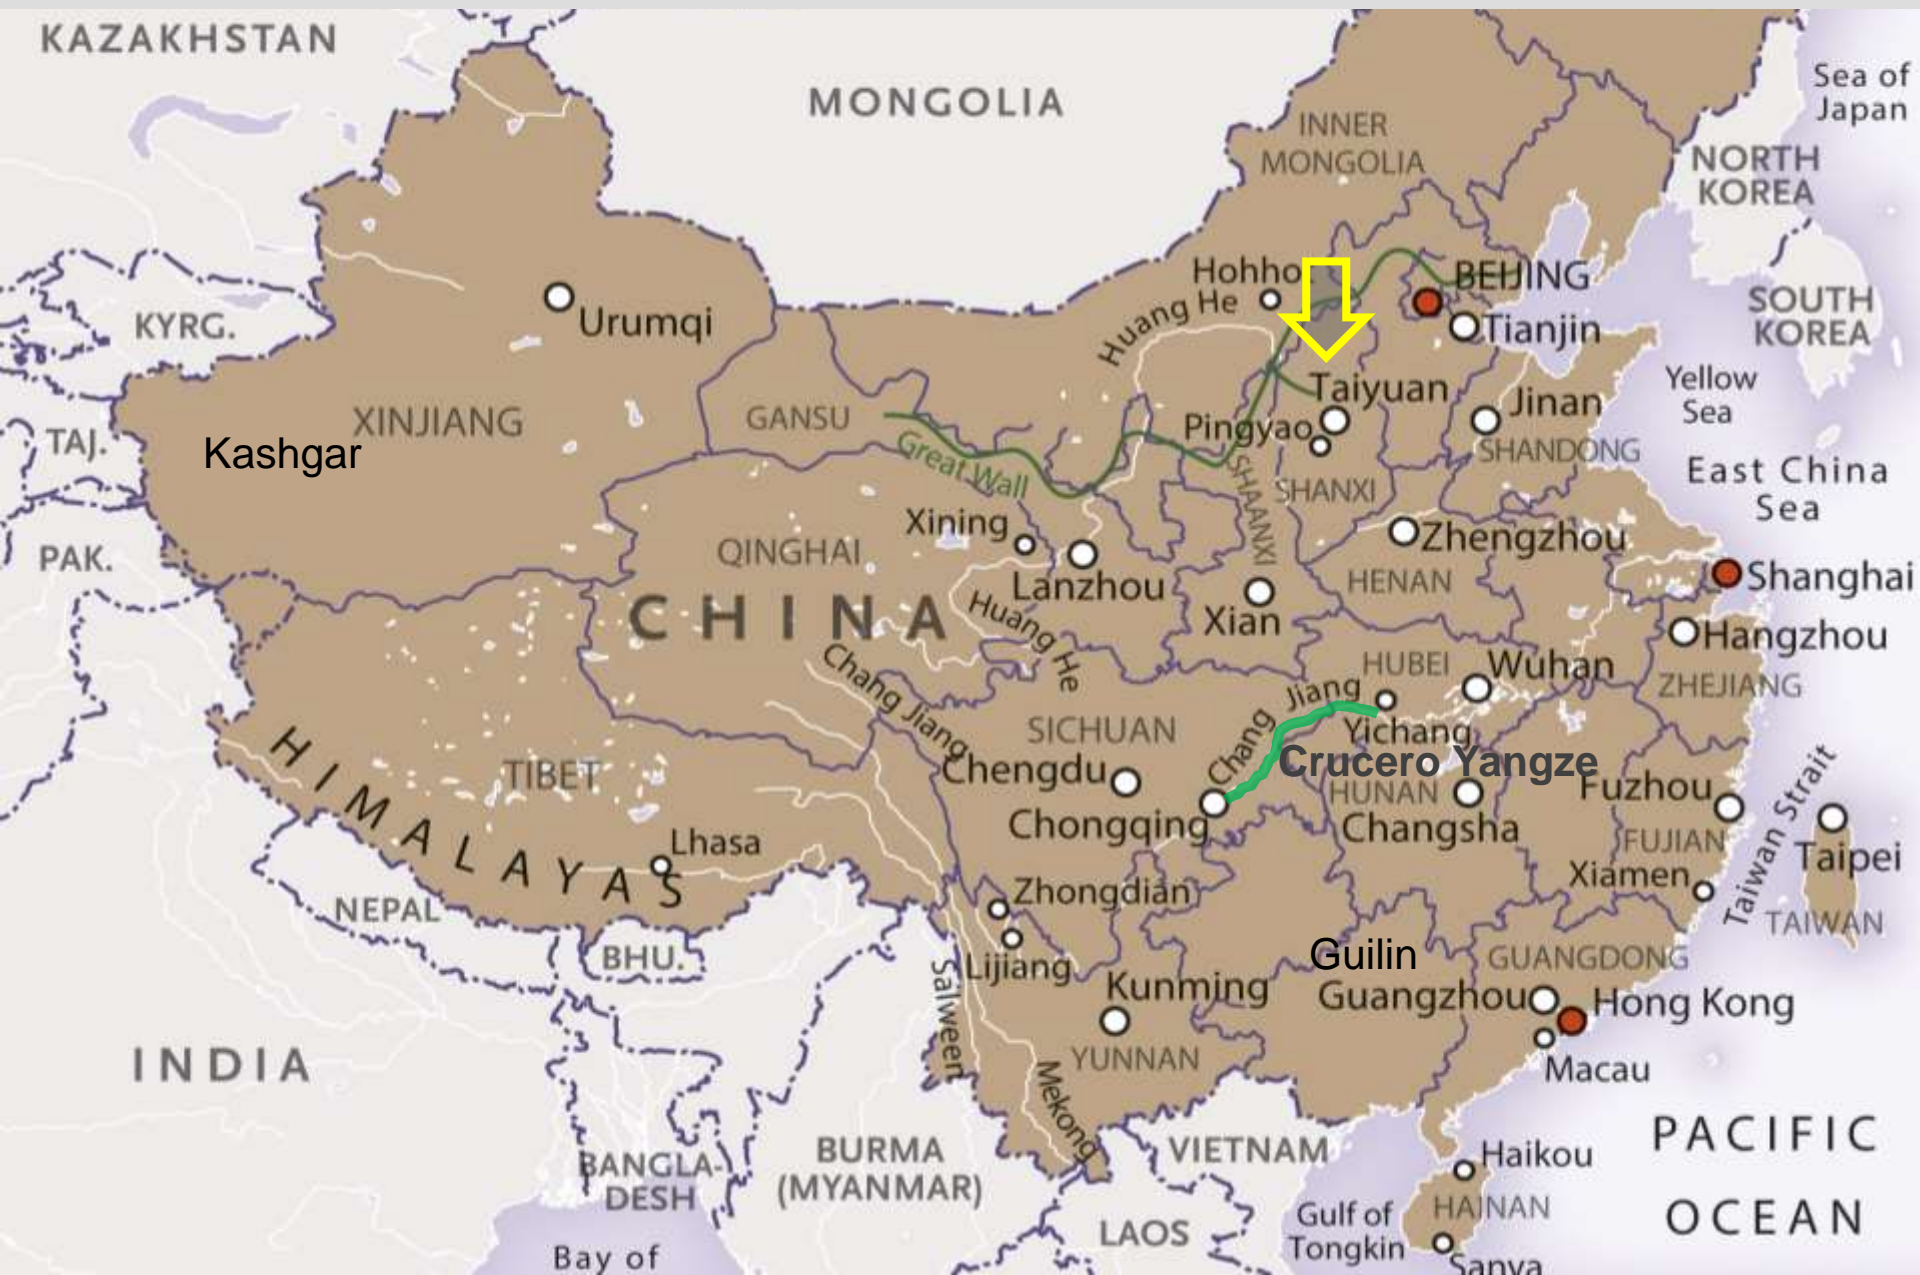 KAZAKHSTAN
MONGOLIA
Sea of
Japan
INNER
MONGOLIA
NORTH
KOREA
Hohho
BEIJING
Huang He
Urumqi
KYRG.
Tianjin
SOUTH
KOREA
Taiyuan
Jinan
Yellow
Sea
XINJIANG
GANSU
Pingyao
Kashgar
TAJ.
Great Wall
SHAANXI
SHANXI
SHANDONG
East China
Sea
Xining
Zhengzhou
PAK.
QINGHAI
Lanzhou
HENAN
Shanghai
CHINA
Huang He
Xian
Hangzhou
Chang Jiang
HUBEI
Wuhan
ZHEJIANG
Chang Jiang
SICHUAN
Yichang
HIMALAYAS
TIBET
Chengdu
Crucero Yangze
HUNAN
Fuzhou
Taiwan Strait
Chongqing
Changsha
FUJIAN
Taipei
Lhasa
Xiamen
Zhongdian
NEPAL
TAIWAN
BHU.
Lijiang
Guilin
GUANGDONG
Salween
Kunming
Guangzhou
Hong Kong
INDIA
YUNNAN
Macau
Mekong
BANGLA-
DESH
BURMA
(MYANMAR)
VIETNAM
PACIFIC
OCEAN
Haikou
HAINAN
LAOS
Gulf of
Tongkin
Bay of
Sanya